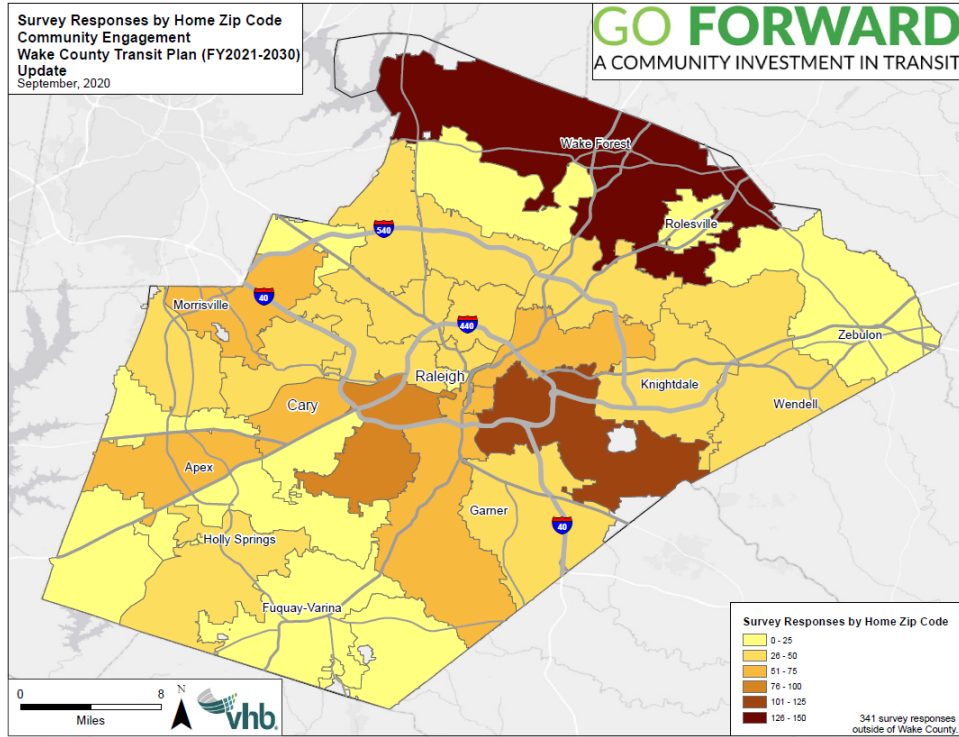 Survey Responses by Home Zip Code
Community Engagement
Wake County Transit Plan (FY2021-2030)
Update
September, 2020
GO FORWARD
A COMMUNITY INVESTMENT IN TRANSIT
Wake Forest
Rolesville
540
Morrisville
40
440
Zebulon
Raleigh
Knightdale
Cary
Wendell
Apex
Garner
40
Holly Springs
Fuquay-Varina
Survey Responses by Home Zip Code
0 - 25
26 - 50
51 - 75
76 - 100
101 - 125
126 - 150
341 survey responses
outside of Wake County.
0 8
Miles
N
vhb